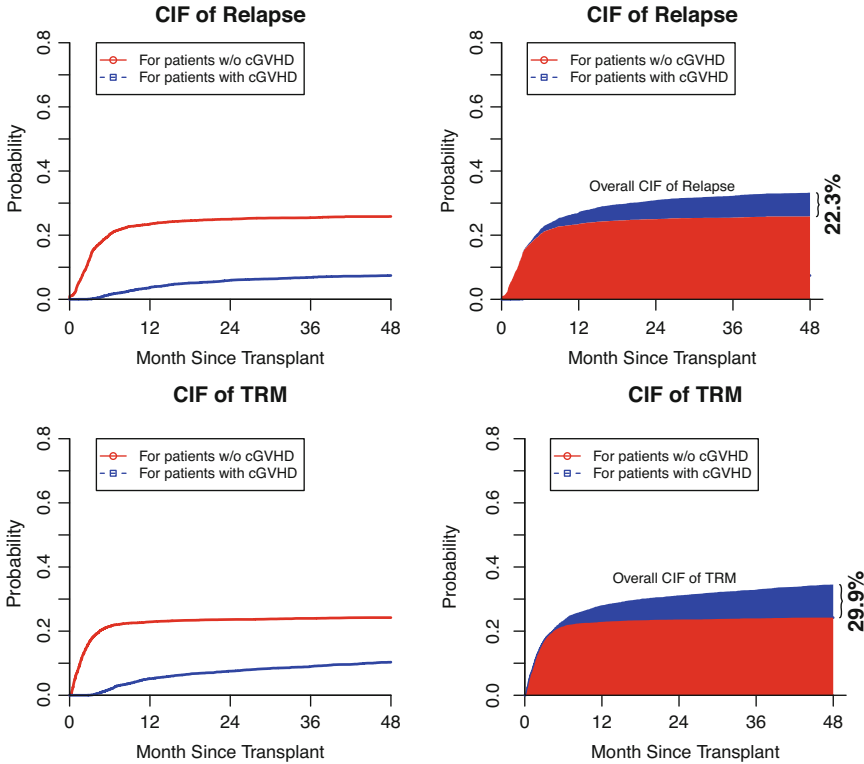 CIF of Relapse
Probability
0.8
0.6
0.4
0.2
0.0
For patients w/o cGVHD
For patients with cGVHD
0 12 24 36 48
Month Since Transplant
CIF of Relapse
Probability
0.8
0.6
0.4
0.2
0.0
For patients w/o cGVHD
For patients with cGVHD
Overall CIF of Relapse
22.3%
0 12 24 36 48
Month Since Transplant
CIF of TRM
Probability
0.8
0.6
0.4
0.2
0.0
For patients w/o cGVHD
For patients with cGVHD
0 12 24 36 48
Month Since Transplant
CIF of TRM
Probability
0.8
0.6
0.4
0.2
0.0
For patients w/o cGVHD
For patients with cGVHD
Overall CIF of TRM
29.9%
0 12 24 36 48
Month Since Transplant